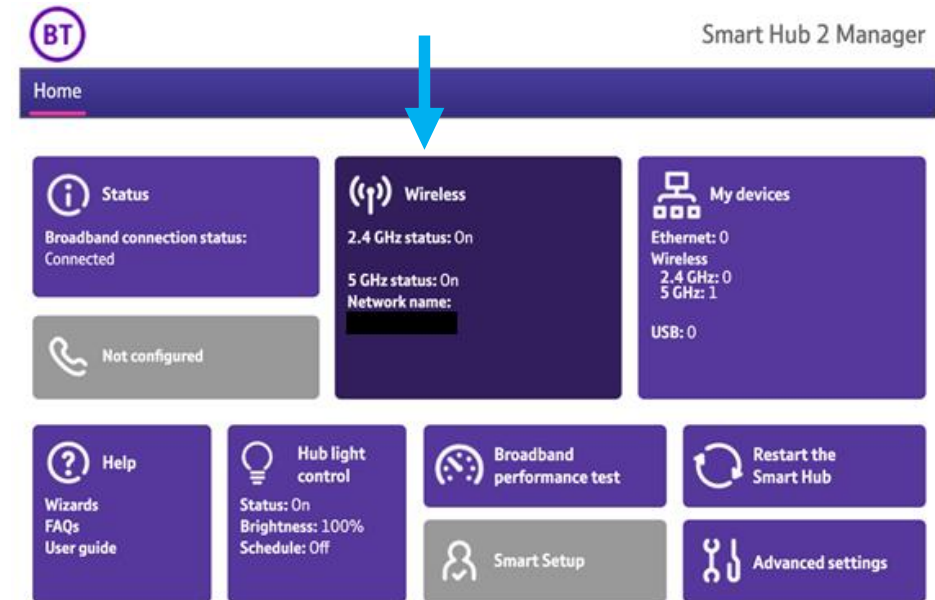 BT
Smart Hub 2 Manager
Home
Status
Broadband connection status:
Connected
Not configured
Wireless
2.4 GHz status: On
5 GHz status: On
Network name:
My devices
Ethernet: 0
Wireless
2.4 GHz: 0
5 GHz: 1
USB: 0
Help
Wizards
FAQs
User guide
Hub light
control
Status: On
Brightness: 100%
Schedule: Off
Broadband
performance test
Smart Setup
Restart the
Smart Hub
Advanced settings